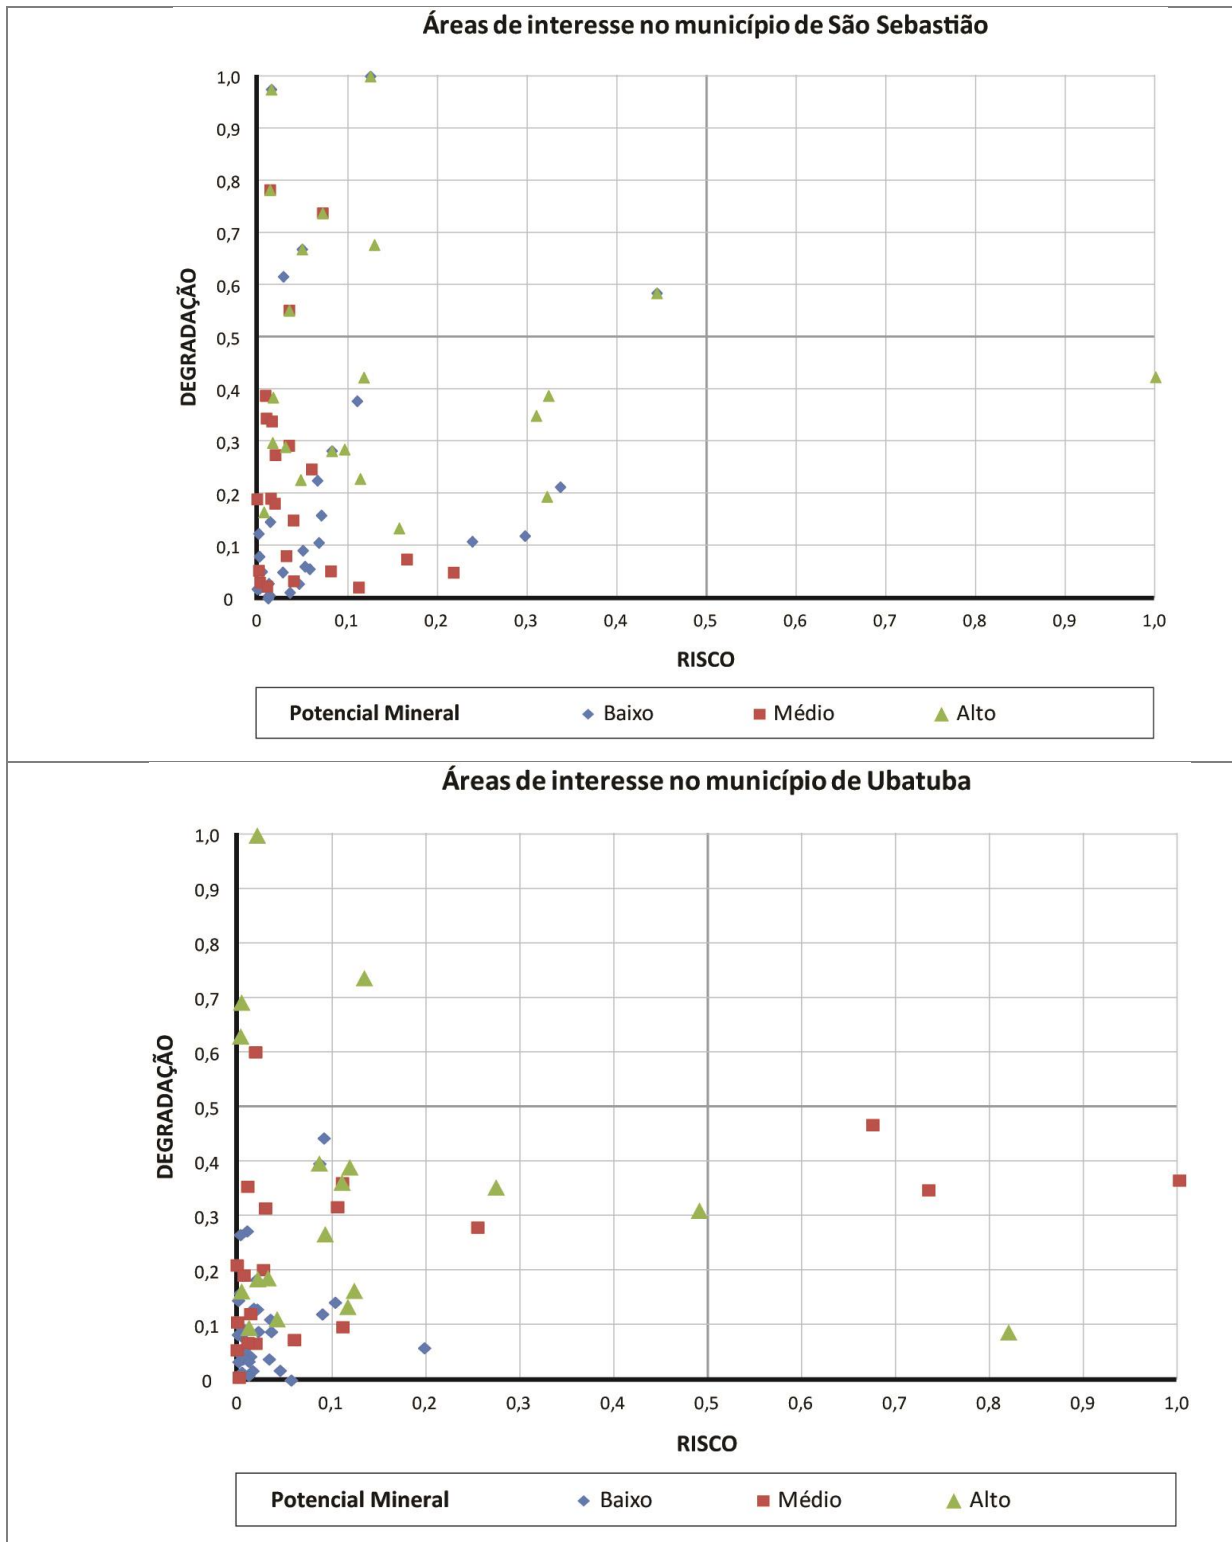 Áreas de interesse no município de São Sebastião
1,0
0,9
0,8
0,7
0,6
0,5
0,4
0,3
0,2
0,1
0
DEGRADAÇÃO
0 0,1 0,2 0,3 0,4 0,5 0,6 0,7 0,8 0,9 1,0
RISCO
Potencial Mineral Baixo Médio Alto
Áreas de interesse no município de Ubatuba
1,0
0,9
0,8
0,7
0,6
0,5
0,4
0,3
0,2
0,1
0
DEGRADAÇÃO
0 0,1 0,2 0,3 0,4 0,5 0,6 0,7 0,8 0,9 1,0
RISCO
Potencial Mineral Baixo Médio Alto